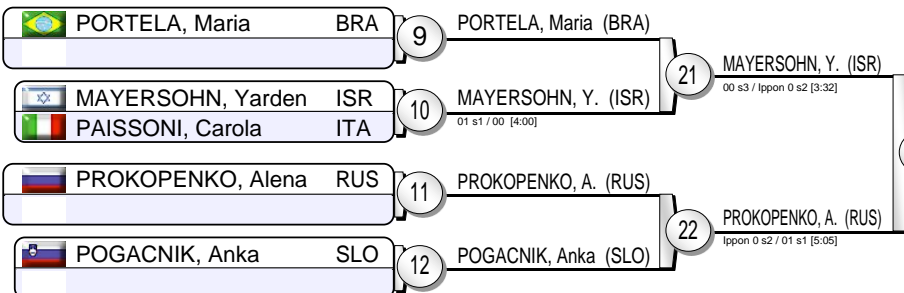 PORTELA, Maria BRA
9
PORTELA, Maria (BRA)
MAYERSOHN, Yarden ISR
PAISSONI, Carola ITA
10
MAYERSOHN, Y. (ISR)
01 s1 / 00 [4:00]
21
MAYERSOHN, Y. (ISR)
00 s3 / Ippon 0 s2 [3:32]
PROKOPENKO, Alena RUS
11
PROKOPENKO, A. (RUS)
POGACNIK, Anka SLO
12
POGACNIK, Anka (SLO)
22
PROKOPENKO, A. (RUS)
Ippon 0 s2 / 01 s1 [5:05]